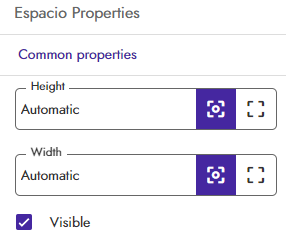 Espacio Properties
Common properties
Height
Automatic
Width
Automatic
Visible